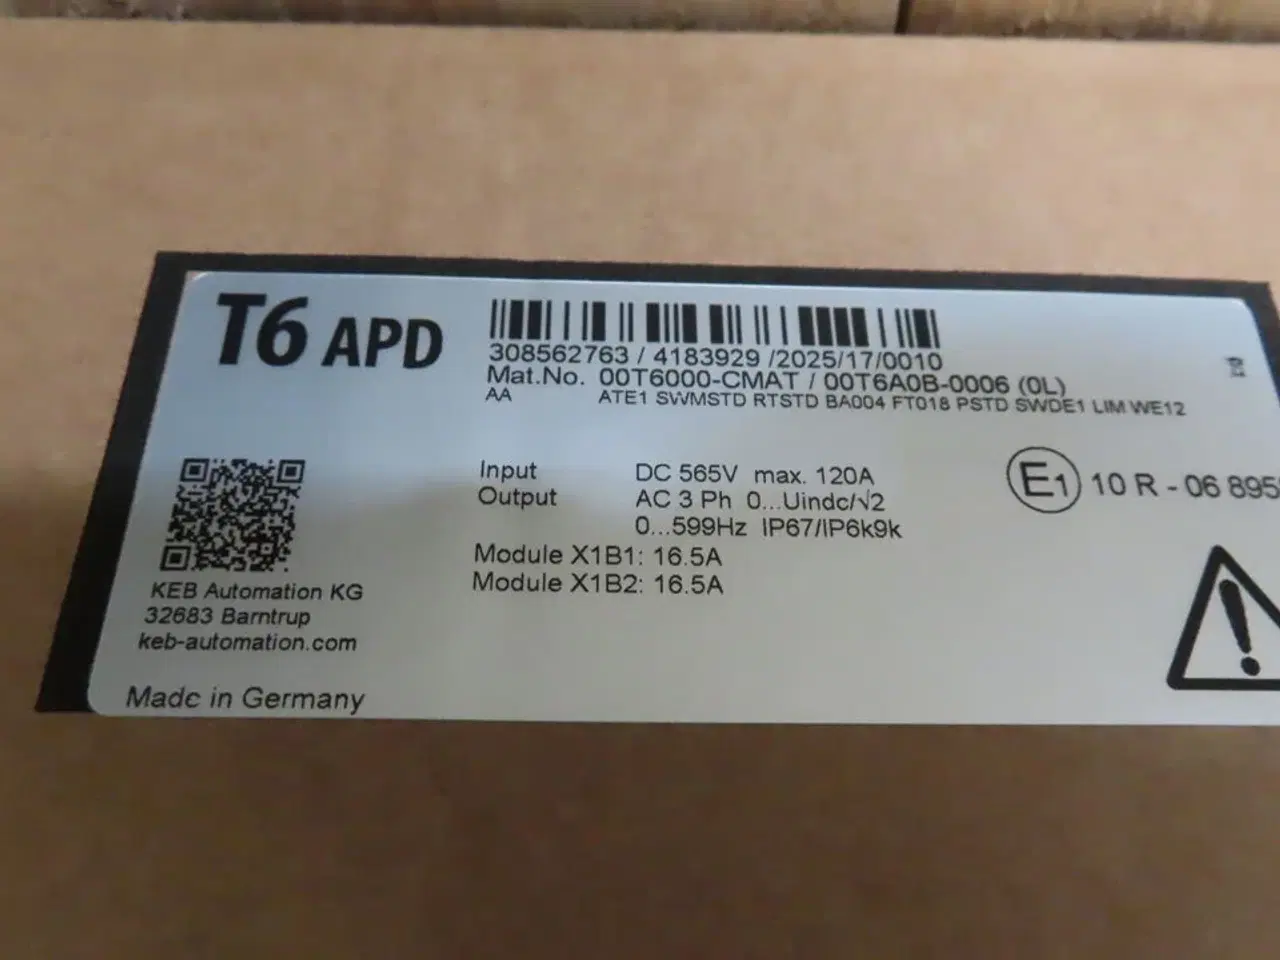 T6 APD
308562763 / 4183929 /2025/17/0010
Mat.No. 00T6000-CMAT / 00T6A0B-0006 (0L)
AA ATE1 SWMSTD RTSTD BA004 FT018 PSTD SWDE1 LIM WE12
Input DC 565V max. 120A
Output AC 3 Ph 0...Uindc/√2
0...599Hz IP67/IP6k9k
Module X1B1: 16.5A
Module X1B2: 16.5A
E1 10 R - 06 895
KEB Automation KG
32683 Barntrup
keb-automation.com
Made in Germany